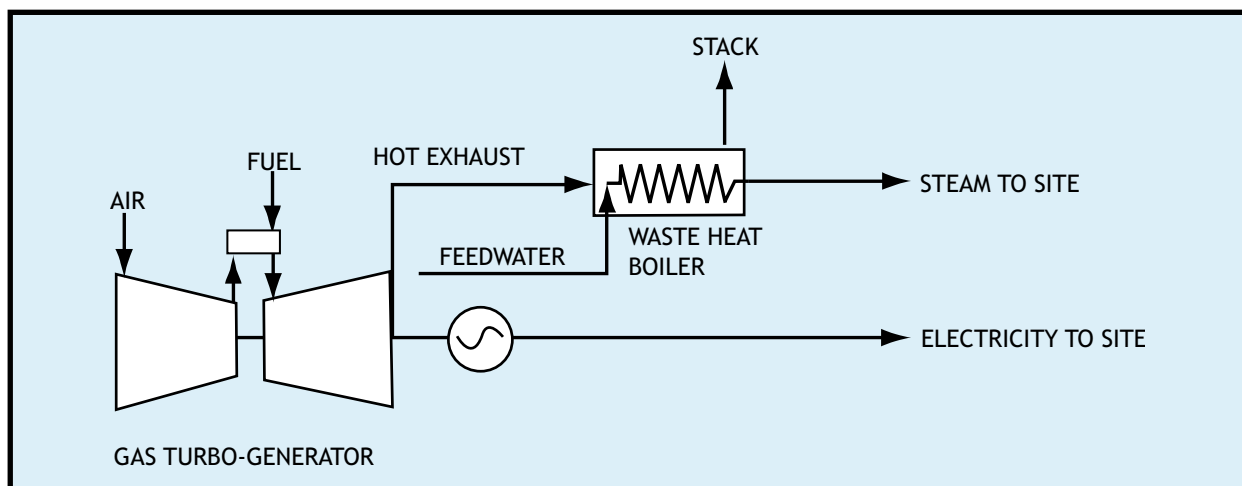 STACK
HOT EXHAUST
FUEL
AIR
STEAM TO SITE
FEEDWATER
WASTE HEAT
BOILER
ELECTRICITY TO SITE
GAS TURBO-GENERATOR